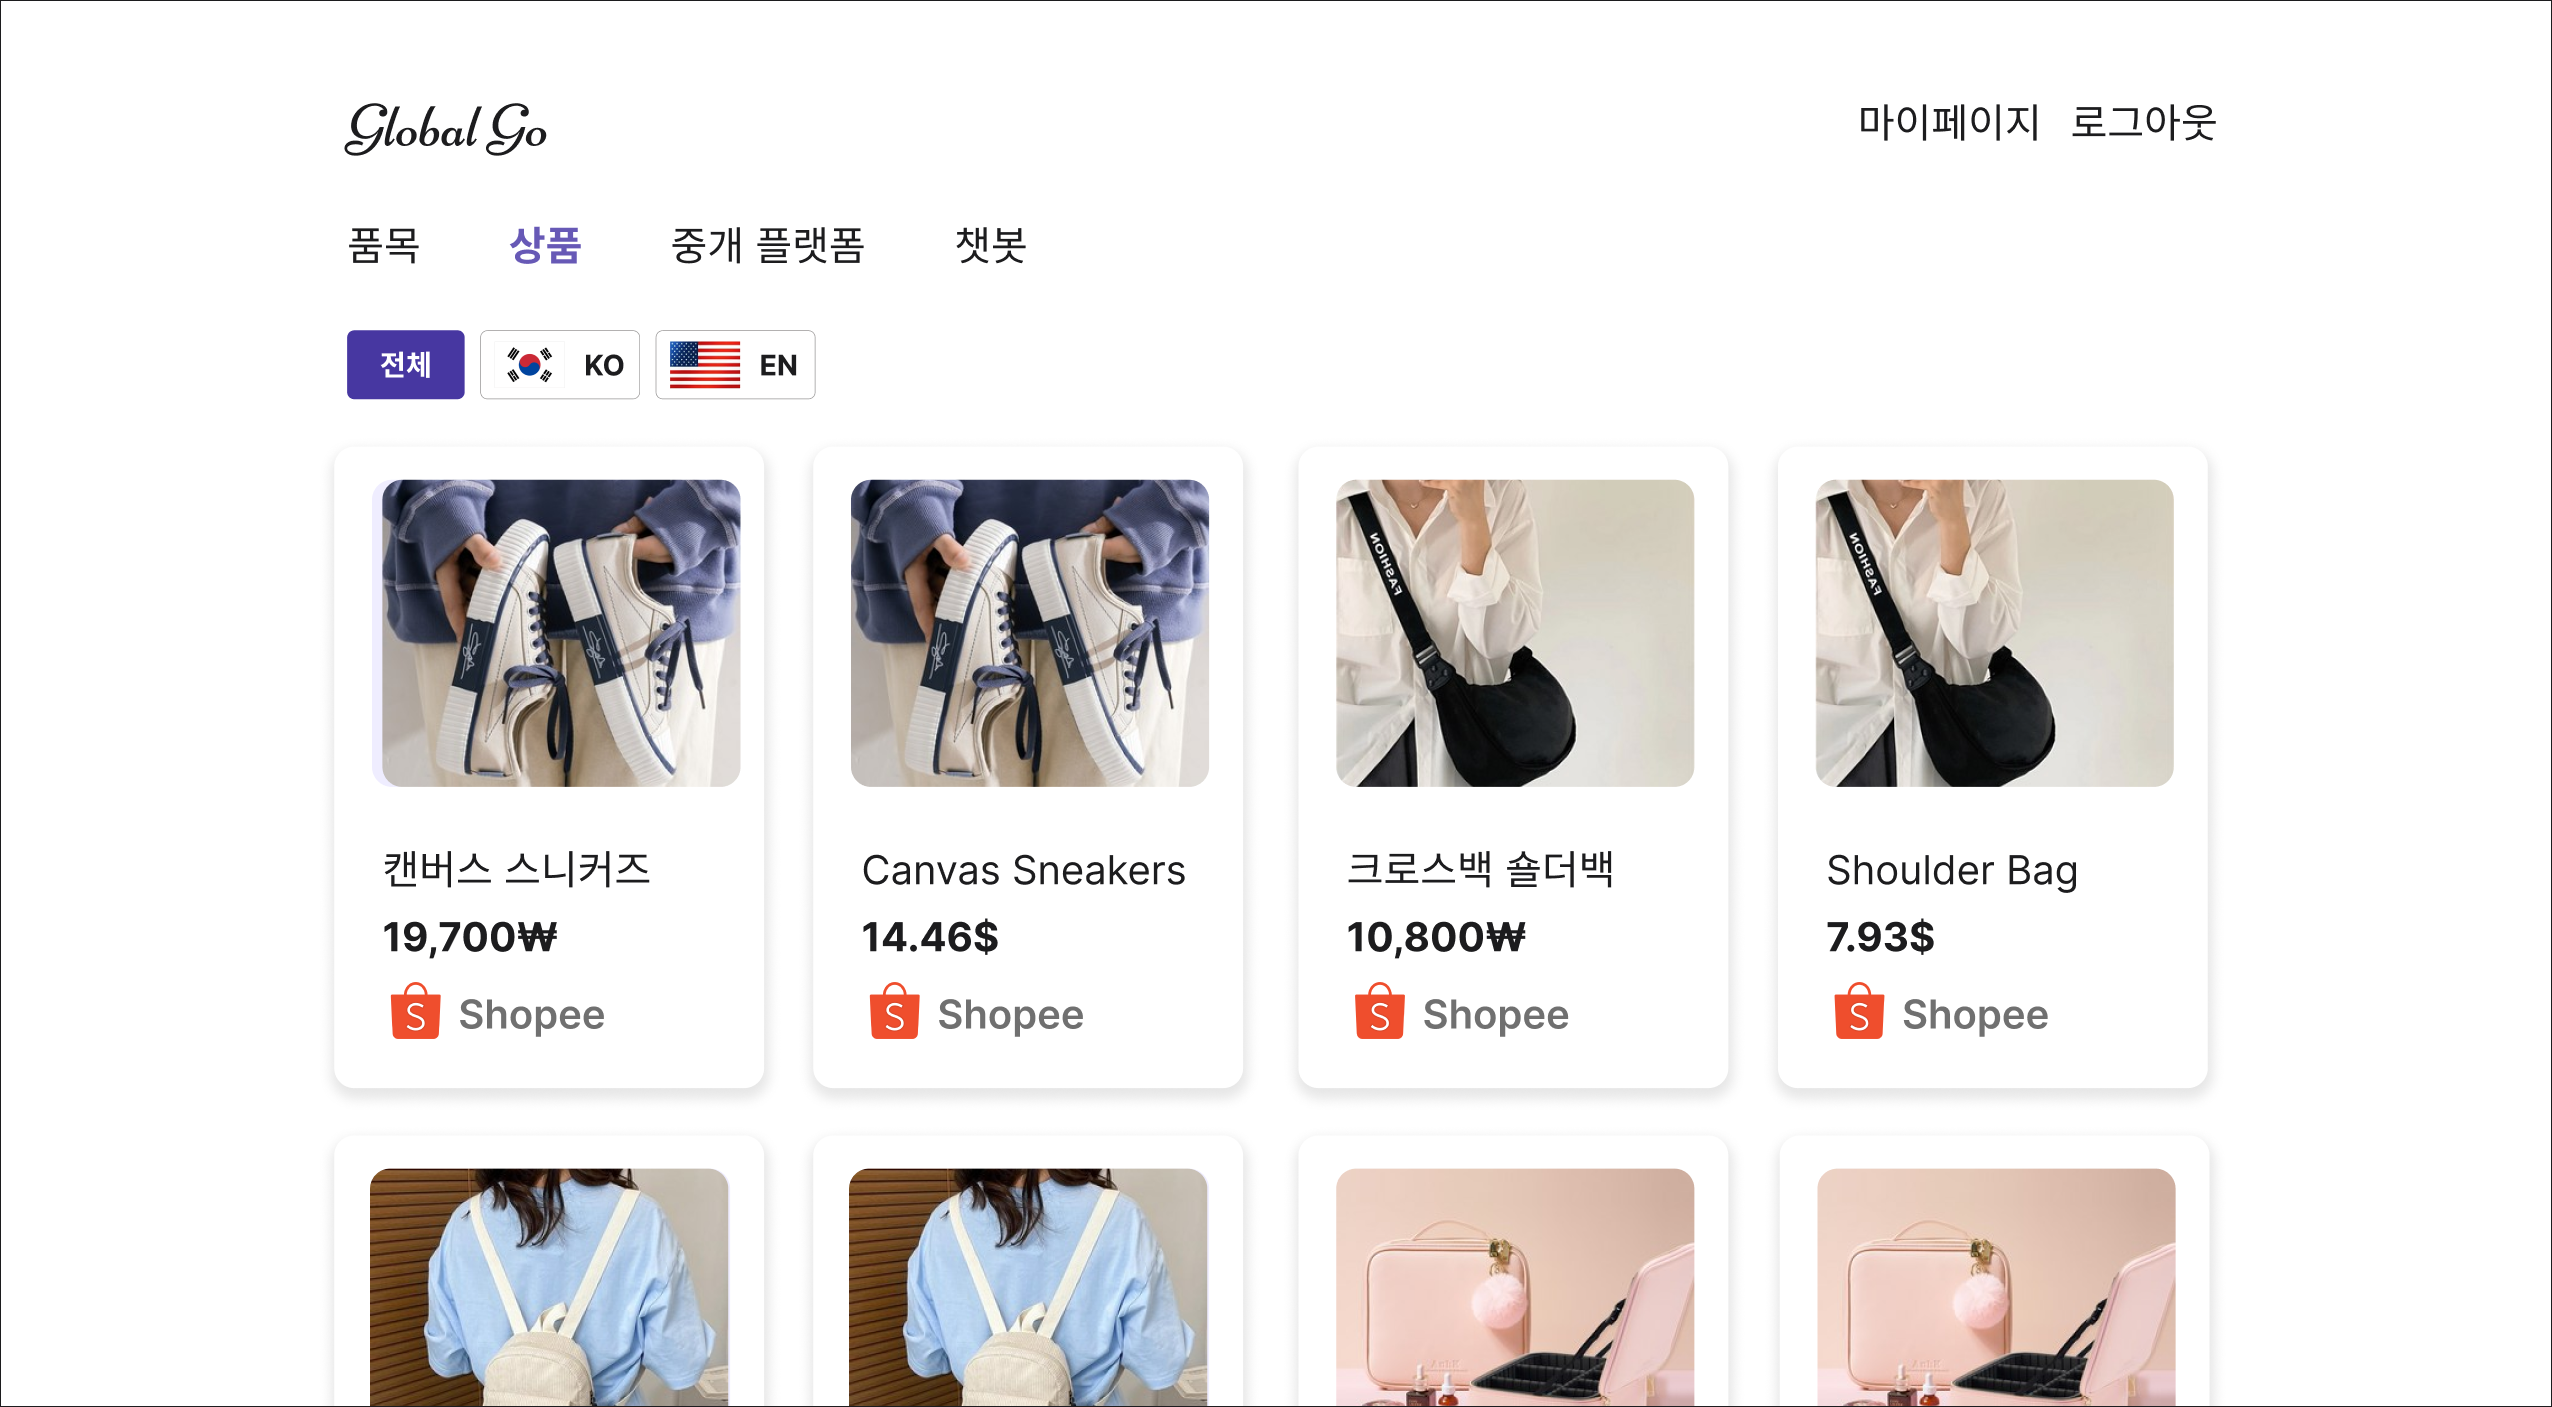 Global Go
마이페이지 로그아웃
품목 상품 중개 플랫폼 챗봇
전체 KO EN
FASHION
FASHION
캔버스 스니커즈
19,700₩
Shopee
Canvas Sneakers
14.46$
Shopee
크로스백 숄더백
10,800₩
Shopee
Shoulder Bag
7.93$
Shopee